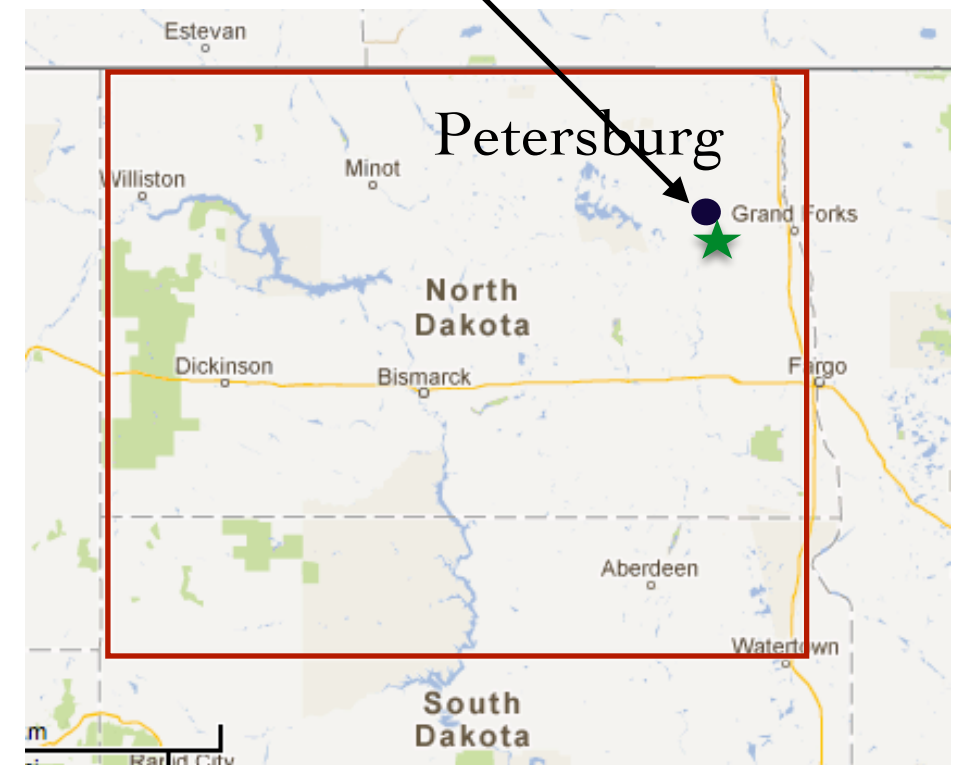 Estevan
Petersburg
Minot
Williston
Grand Forks
North
Dakota
Dickinson
Bismarck
Fargo
Aberdeen
Watertown
South
Dakota
m
Rapid City